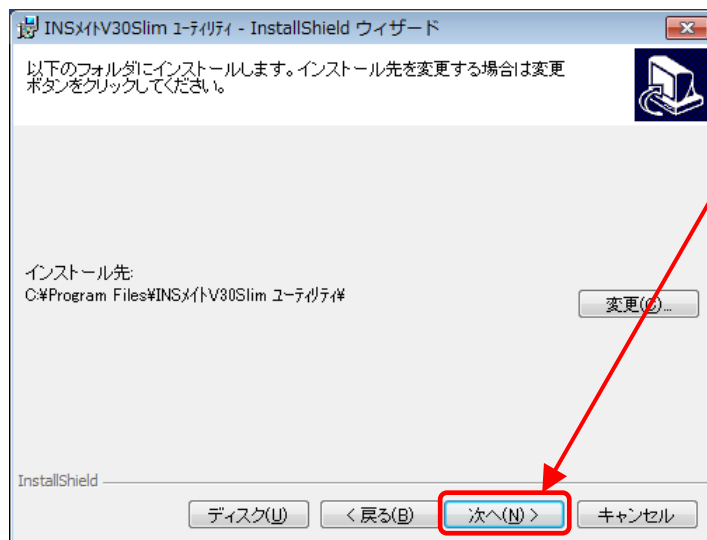 INSﾒｲﾄV30Slim ﾕｰﾃｨﾘﾃｨ - InstallShield ウィザード
以下のフォルダにインストールします。インストール先を変更する場合は変更
ボタンをクリックしてください。
インストール先:
C:¥Program Files¥INSﾒｲﾄV30Slim ﾕｰﾃｨﾘﾃｨ¥
変更(C)...
InstallShield
ディスク(U)
< 戻る(B)
次へ(N) >
キャンセル